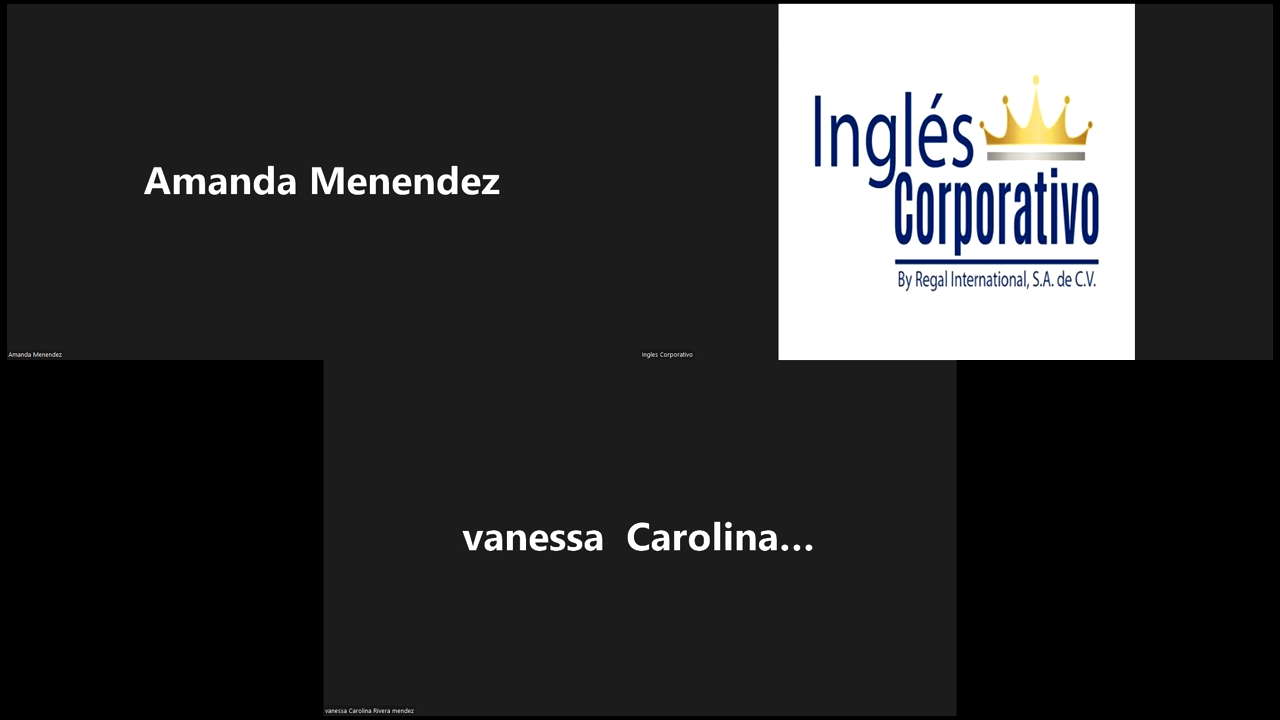 Amanda Menendez
Amanda Menendez
Inglés
Corporativo
By Regal International, S.A. de C.V.
Ingles Corporativo
vanessa Carolina...
vanessa Carolina Rivera mendez